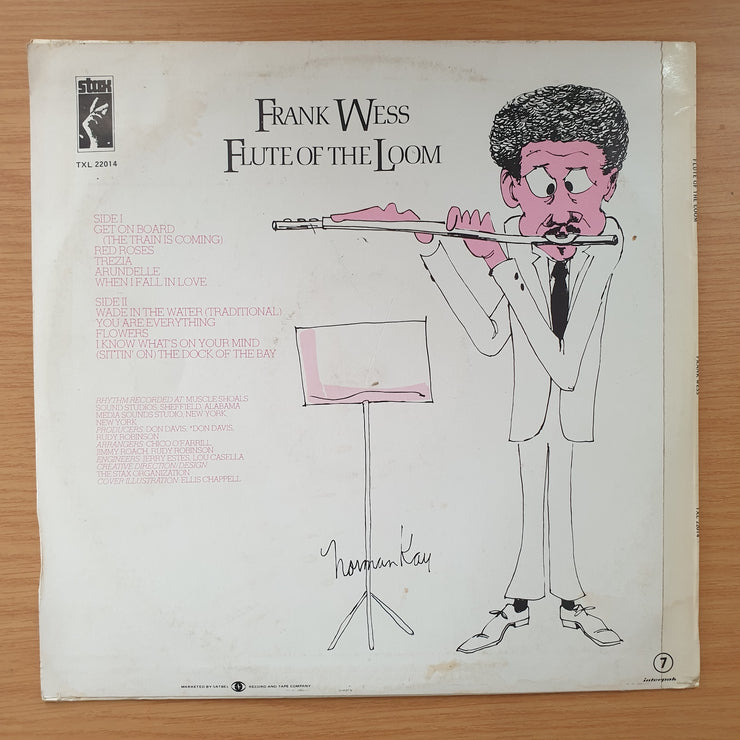 stax
TXL 22014
FRANK WESS
FLUTE OF THE LOOM
SIDE I
GET ON BOARD
(THE TRAIN IS COMING)
RED ROSES
TREZIA
ARUNDELLE
WHEN I FALL IN LOVE
SIDE II
WADE IN THE WATER (TRADITIONAL)
YOU ARE EVERYTHING
FLOWERS
I KNOW WHAT'S ON YOUR MIND
(SITTIN' ON) THE DOCK OF THE BAY
RHYTHM RECORDED AT: MUSCLE SHOALS
SOUND STUDIOS, SHEFFIELD, ALABAMA
MEDIA SOUNDS STUDIO, NEW YORK,
NEW YORK
PRODUCERS: DON DAVIS; *DON DAVIS,
RUDY ROBINSON
ARRANGERS: CHICO O'FARRILL,
JIMMY ROACH, RUDY ROBINSON
ENGINEERS: JERRY ESTES, LOU CASELLA
CREATIVE DIRECTION/DESIGN
THE STAX ORGANIZATION
COVER ILLUSTRATION: ELLIS CHAPPELL
Norman Kay
MARKETED BY SATBEL RECORD AND TAPE COMPANY
7
interpak
FLUTE OF THE LOOM
FRANK WESS
TXL 22014